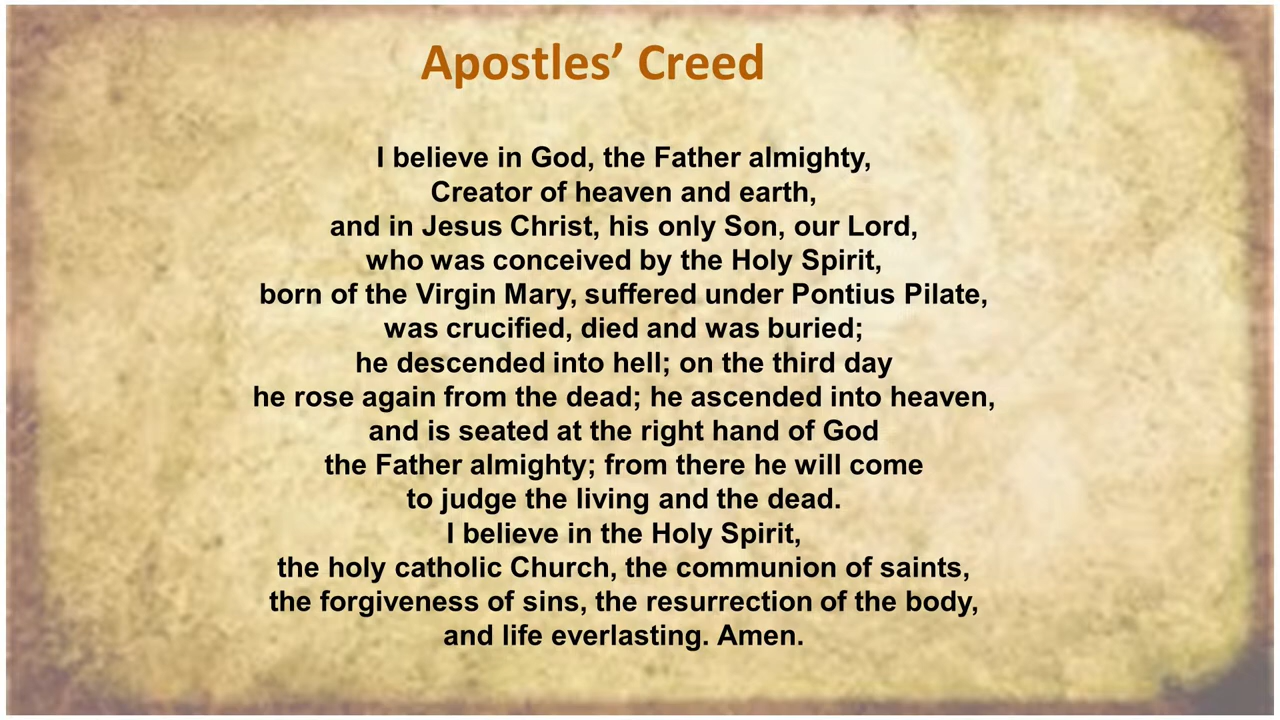 Apostles’ Creed
I believe in God, the Father almighty,
Creator of heaven and earth,
and in Jesus Christ, his only Son, our Lord,
who was conceived by the Holy Spirit,
born of the Virgin Mary, suffered under Pontius Pilate,
was crucified, died and was buried;
he descended into hell; on the third day
he rose again from the dead; he ascended into heaven,
and is seated at the right hand of God
the Father almighty; from there he will come
to judge the living and the dead.
I believe in the Holy Spirit,
the holy catholic Church, the communion of saints,
the forgiveness of sins, the resurrection of the body,
and life everlasting. Amen.